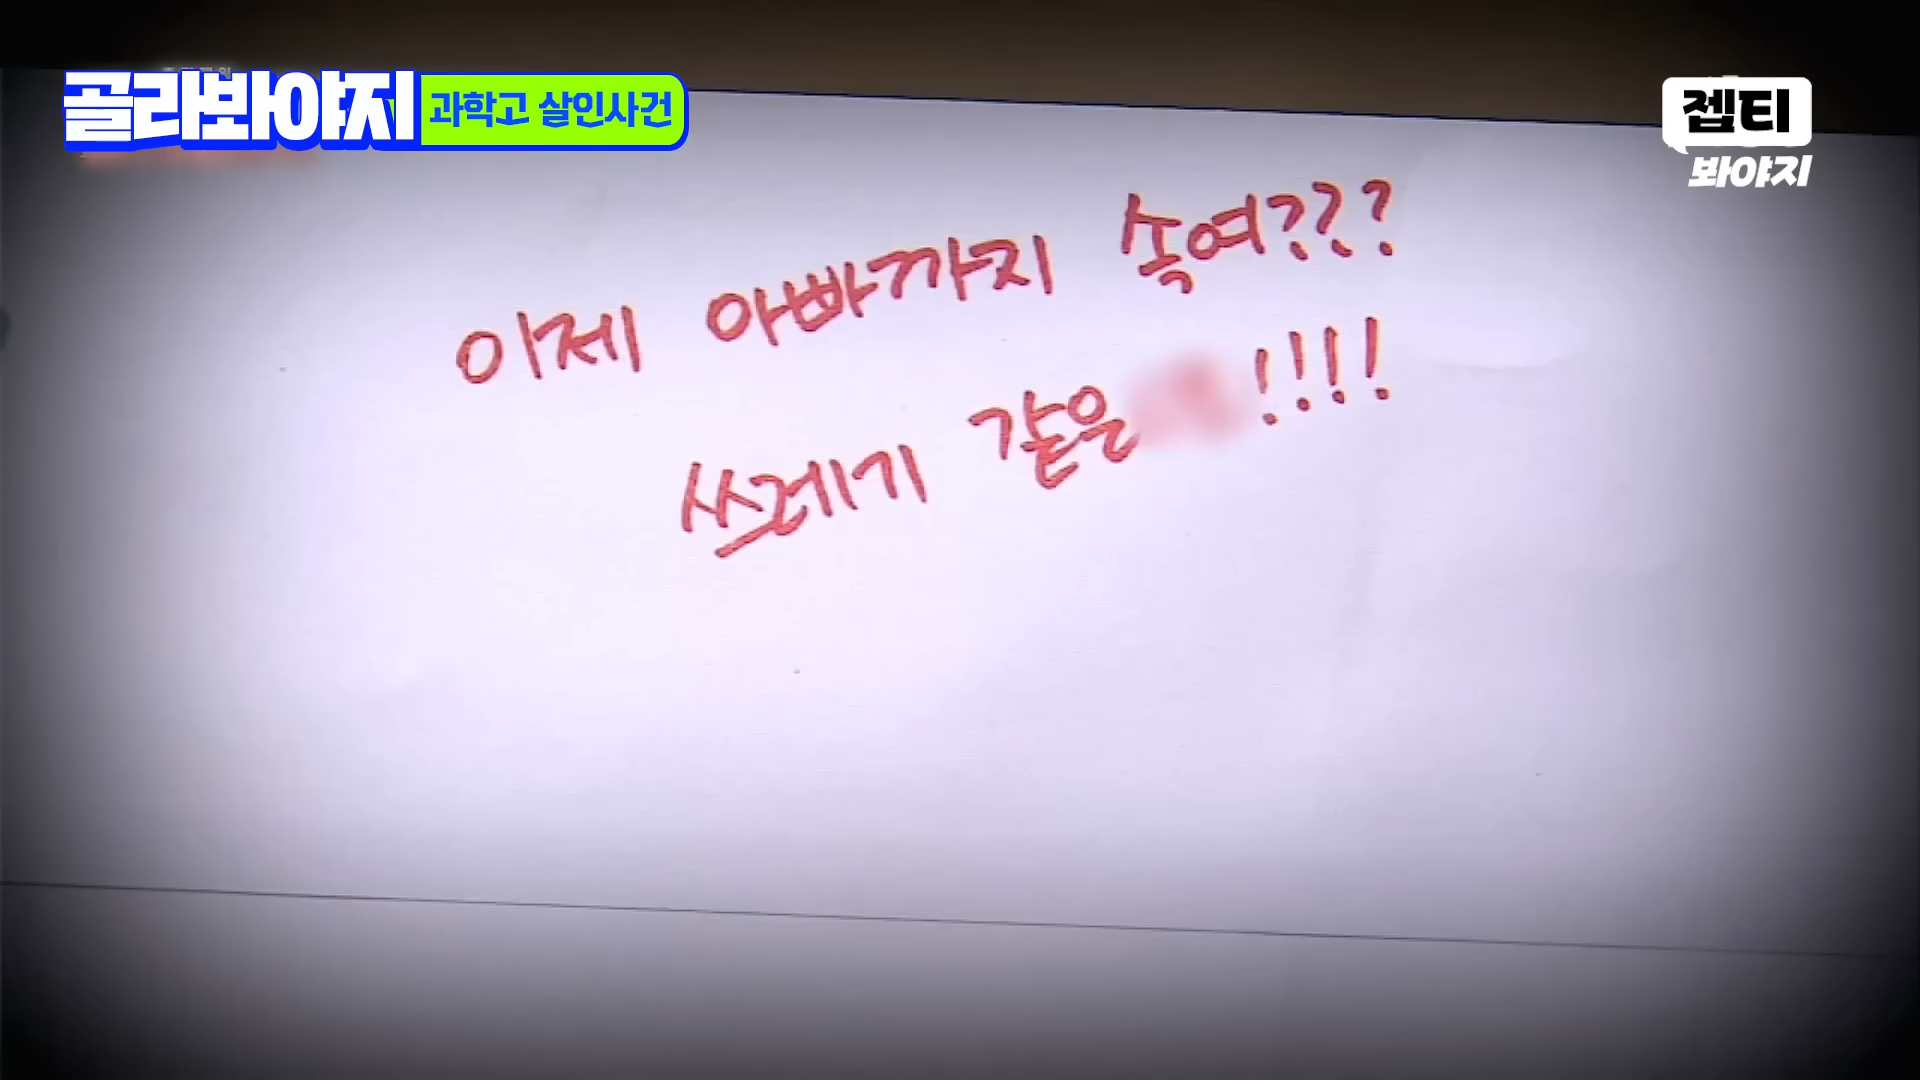 골라봐야지 과학고 살인사건
젭티
봐야지
이제 아빠까지 속여???
쓰레기 같은 !!!!